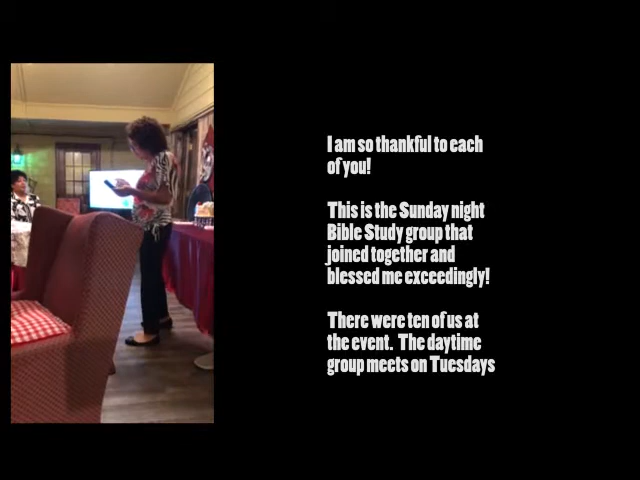 I am so thankful to each
of you!
This is the Sunday night
Bible Study group that
joined together and
blessed me exceedingly!
There were ten of us at
the event. The daytime
group meets on Tuesdays